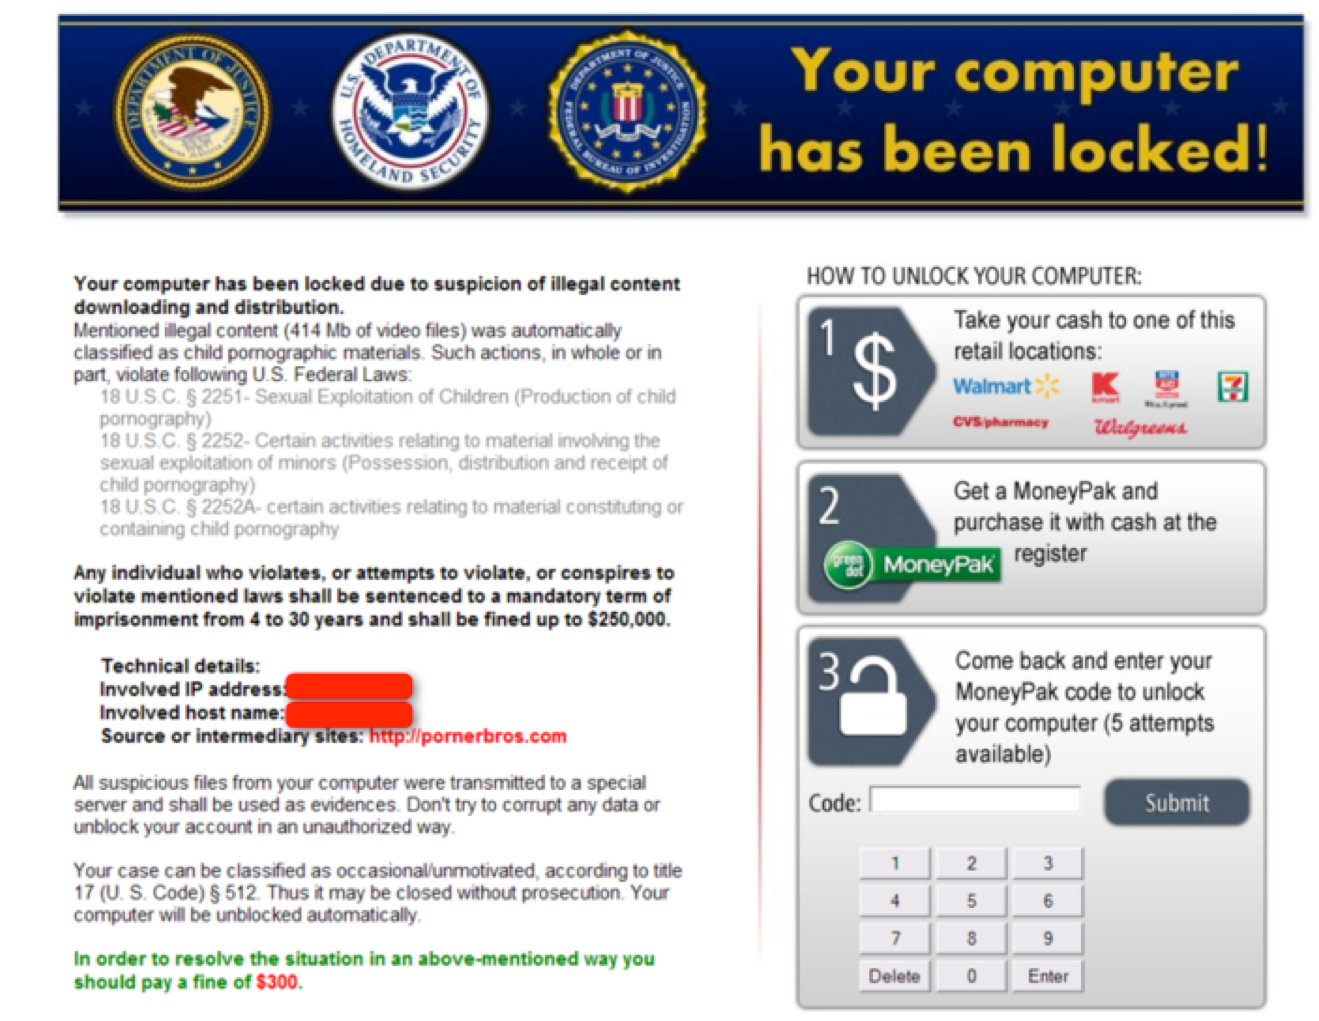 DEPARTMENT OF JUSTICE
U.S. DEPARTMENT OF HOMELAND SECURITY
DEPARTMENT OF JUSTICE
FEDERAL BUREAU OF INVESTIGATION
Your computer
has been locked!
Your computer has been locked due to suspicion of illegal content
downloading and distribution.
Mentioned illegal content (414 Mb of video files) was automatically
classified as child pornographic materials. Such actions, in whole or in
part, violate following U.S. Federal Laws:
18 U.S.C. § 2251- Sexual Exploitation of Children (Production of child
pornography)
18 U.S.C. § 2252- Certain activities relating to material involving the
sexual exploitation of minors (Possession, distribution and receipt of
child pornography)
18 U.S.C. § 2252A- certain activities relating to material constituting or
containing child pornography
Any individual who violates, or attempts to violate, or conspires to
violate mentioned laws shall be sentenced to a mandatory term of
imprisonment from 4 to 30 years and shall be fined up to $250,000.
Technical details:
Involved IP address:
Involved host name:
Source or intermediary sites: http://pornerbros.com
All suspicious files from your computer were transmitted to a special
server and shall be used as evidences. Don't try to corrupt any data or
unblock your account in an unauthorized way.
Your case can be classified as occasional/unmotivated, according to title
17 (U. S. Code) § 512. Thus it may be closed without prosecution. Your
computer will be unblocked automatically.
In order to resolve the situation in an above-mentioned way you
should pay a fine of $300.
HOW TO UNLOCK YOUR COMPUTER:
1 $
Take your cash to one of this
retail locations:
Walmart
K kmart
RITE AID
7 ELEVEN
CVS/pharmacy
Walgreens
2
Get a MoneyPak and
purchase it with cash at the
register
green dot MoneyPak
3
Come back and enter your
MoneyPak code to unlock
your computer (5 attempts
available)
Code:
Submit
1 2 3
4 5 6
7 8 9
Delete 0 Enter